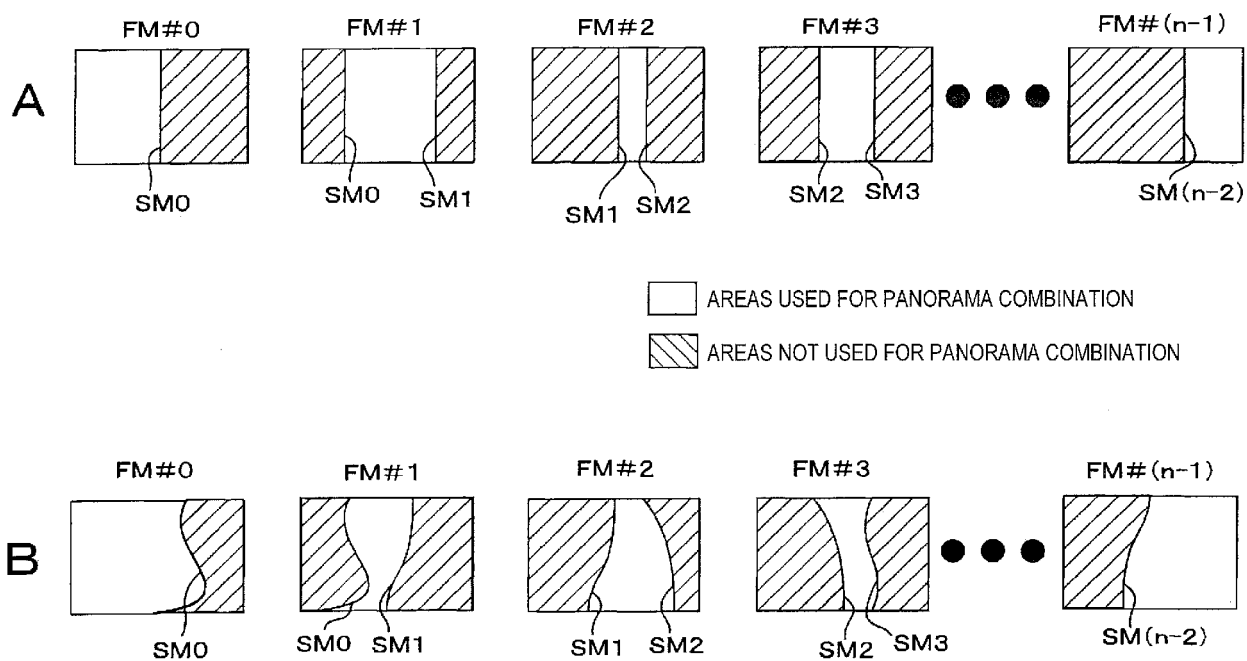 FM#0 FM#1 FM#2 FM#3 FM#(n-1)
A
SM0 SM0 SM1 SM1 SM2 SM2 SM3 SM(n-2)
AREAS USED FOR PANORAMA COMBINATION
AREAS NOT USED FOR PANORAMA COMBINATION
FM#0 FM#1 FM#2 FM#3 FM#(n-1)
B
SM0 SM0 SM1 SM1 SM2 SM2 SM3 SM(n-2)